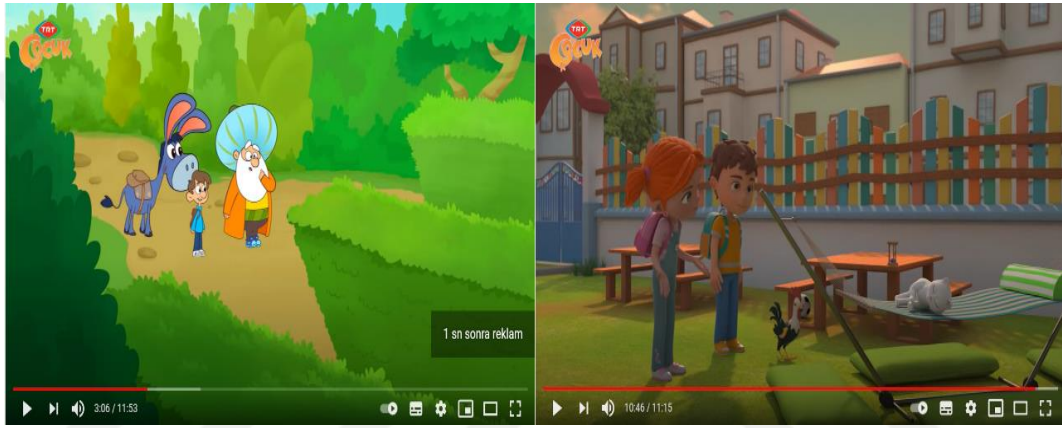 TRT
ÇOCUK
1 sn sonra reklam
3:06 / 11:53
TRT
ÇOCUK
10:46 / 11:15